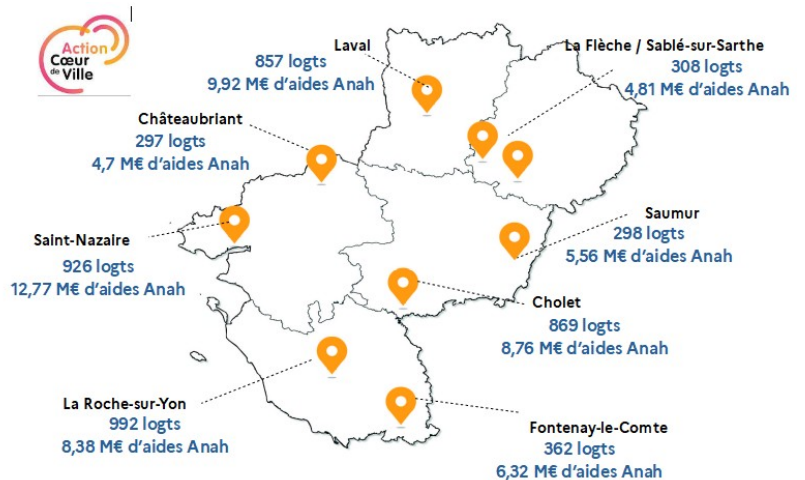 Action
Cœur
de Ville
Laval
857 logts
9,92 M€ d’aides Anah
La Flèche / Sablé-sur-Sarthe
308 logts
4,81 M€ d’aides Anah
Châteaubriant
297 logts
4,7 M€ d’aides Anah
Saint-Nazaire
926 logts
12,77 M€ d’aides Anah
Saumur
298 logts
5,56 M€ d’aides Anah
Cholet
869 logts
8,76 M€ d’aides Anah
La Roche-sur-Yon
992 logts
8,38 M€ d’aides Anah
Fontenay-le-Comte
362 logts
6,32 M€ d’aides Anah